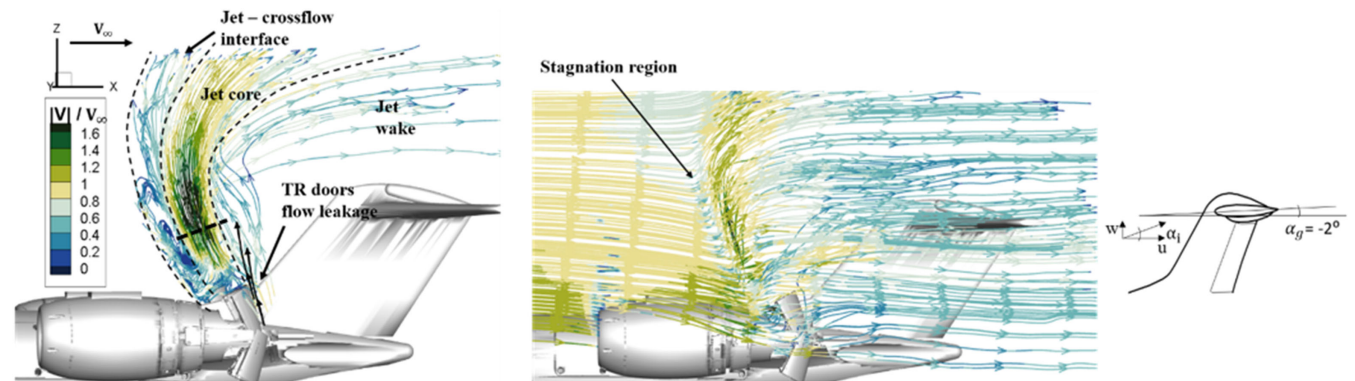 Jet – crossflow
interface
Z
V∞
Y
X
|V| / V∞
1.6
1.4
1.2
1
0.8
0.6
0.4
0.2
0
Jet core
Jet
wake
TR doors
flow leakage
Stagnation region
w
u
αi
αg= -2°